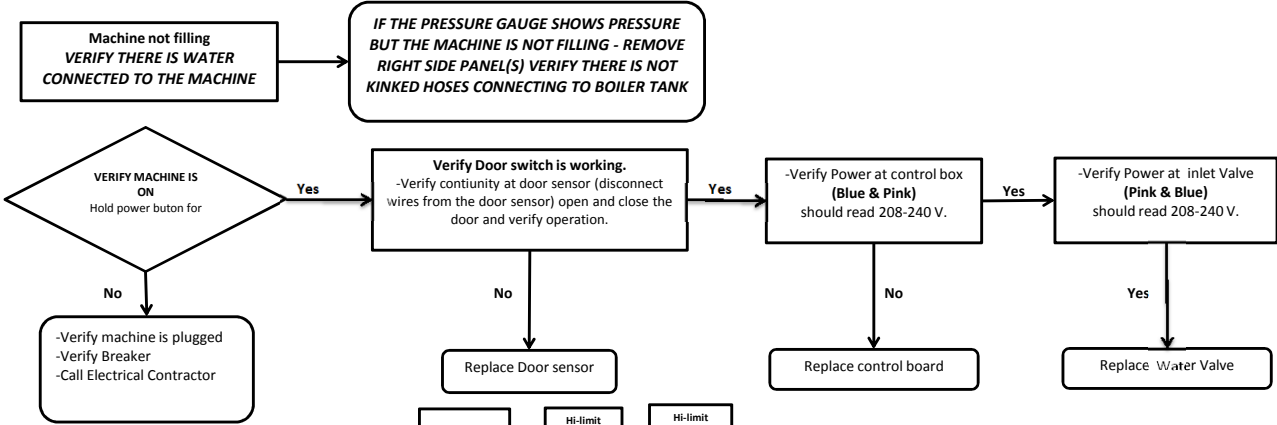 Machine not filling
VERIFY THERE IS WATER
CONNECTED TO THE MACHINE
IF THE PRESSURE GAUGE SHOWS PRESSURE
BUT THE MACHINE IS NOT FILLING - REMOVE
RIGHT SIDE PANEL(S) VERIFY THERE IS NOT
KINKED HOSES CONNECTING TO BOILER TANK
VERIFY MACHINE IS
ON
Hold power buton for
Yes
Verify Door switch is working.
-Verify contiunity at door sensor (disconnect
wires from the door sensor) open and close the
door and verify operation.
Yes
-Verify Power at control box
(Blue & Pink)
should read 208-240 V.
Yes
-Verify Power at inlet Valve
(Pink & Blue)
should read 208-240 V.
No
No
No
Yes
-Verify machine is plugged
-Verify Breaker
-Call Electrical Contractor
Replace Door sensor
Replace control board
Replace Water Valve
Hi-limit
Hi-limit